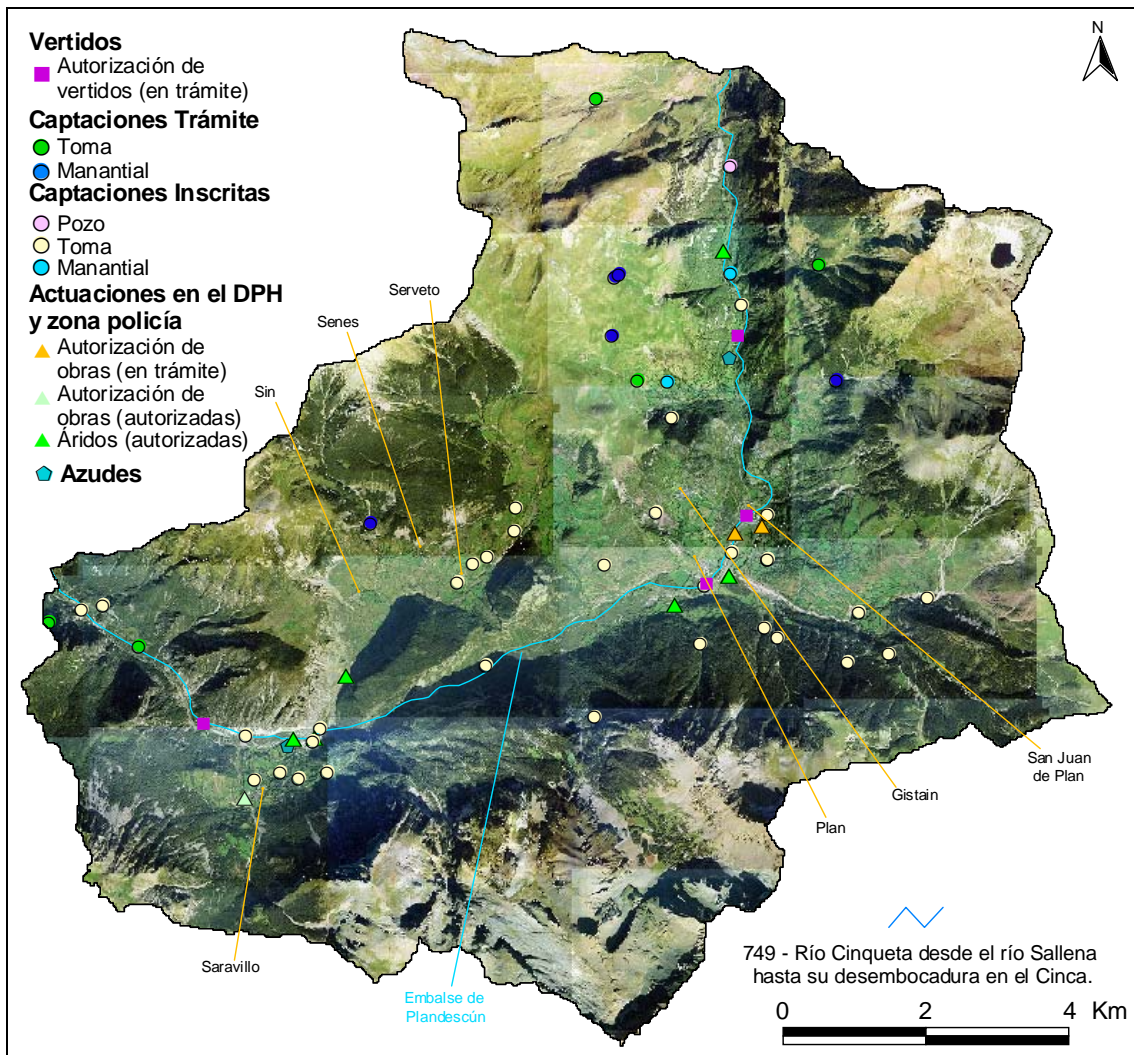 Vertidos
Autorización de
vertidos (en trámite)
Captaciones Trámite
Toma
Manantial
Captaciones Inscritas
Pozo
Toma
Manantial
Actuaciones en el DPH
y zona policía
Autorización de
obras (en trámite)
Autorización de
obras (autorizadas)
Áridos (autorizadas)
Azudes
N
Serveto
Senes
Sin
San Juan
de Plan
Gistain
Plan
Saravillo
Embalse de
Plandescún
749 - Río Cinqueta desde el río Sallena
hasta su desembocadura en el Cinca.
0 2 4 Km